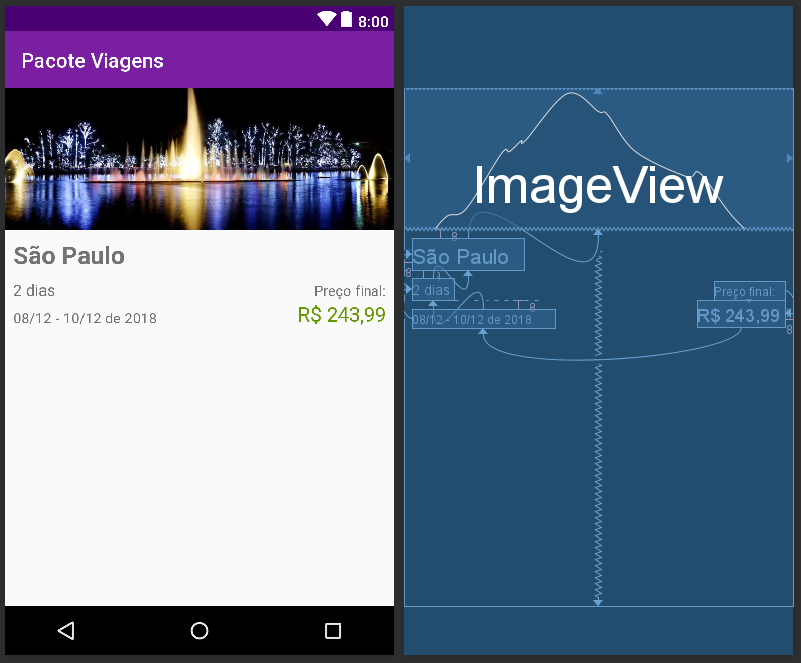 8:00
Pacote Viagens
São Paulo
2 dias
Preço final:
08/12 - 10/12 de 2018
R$ 243,99
ImageView
8
São Paulo
8
3
2 dias
Preço final:
8
08/12 - 10/12 de 2018
R$ 243,99
8